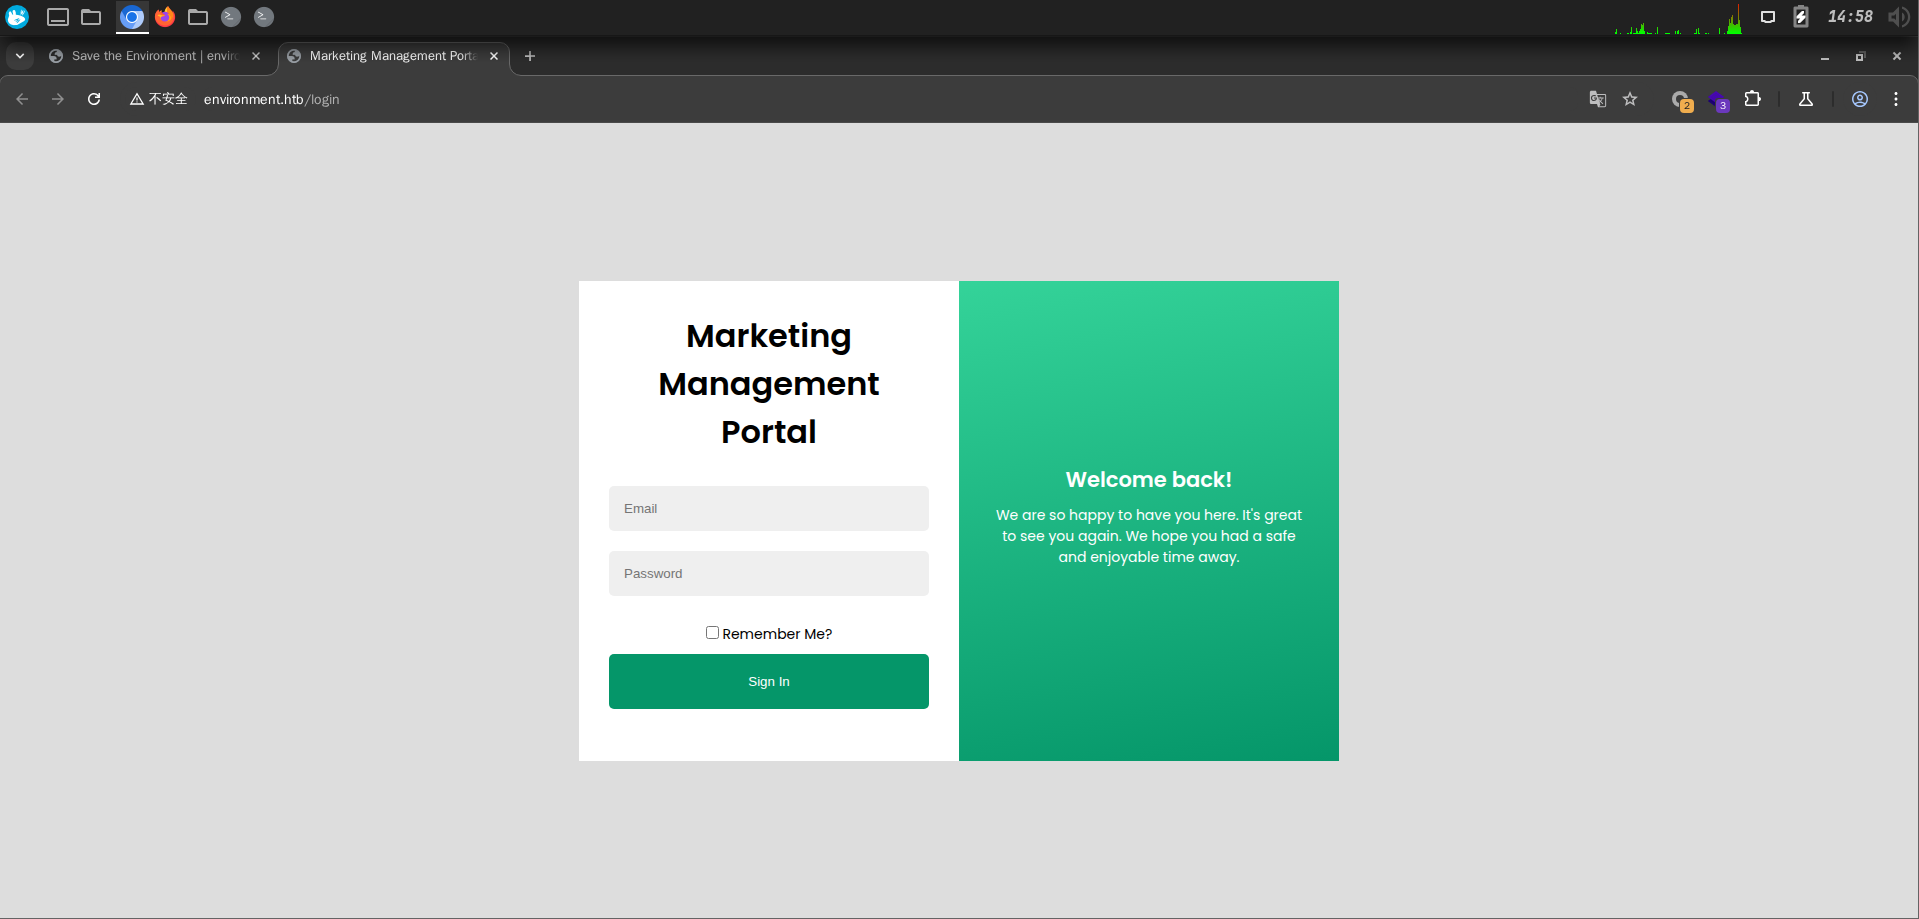 14:58
Save the Environment | envir
Marketing Management Port
不安全
environment.htb/login
2
3
Marketing
Management
Portal
Email
Password
Remember Me?
Sign In
Welcome back!
We are so happy to have you here. It's great
to see you again. We hope you had a safe
and enjoyable time away.